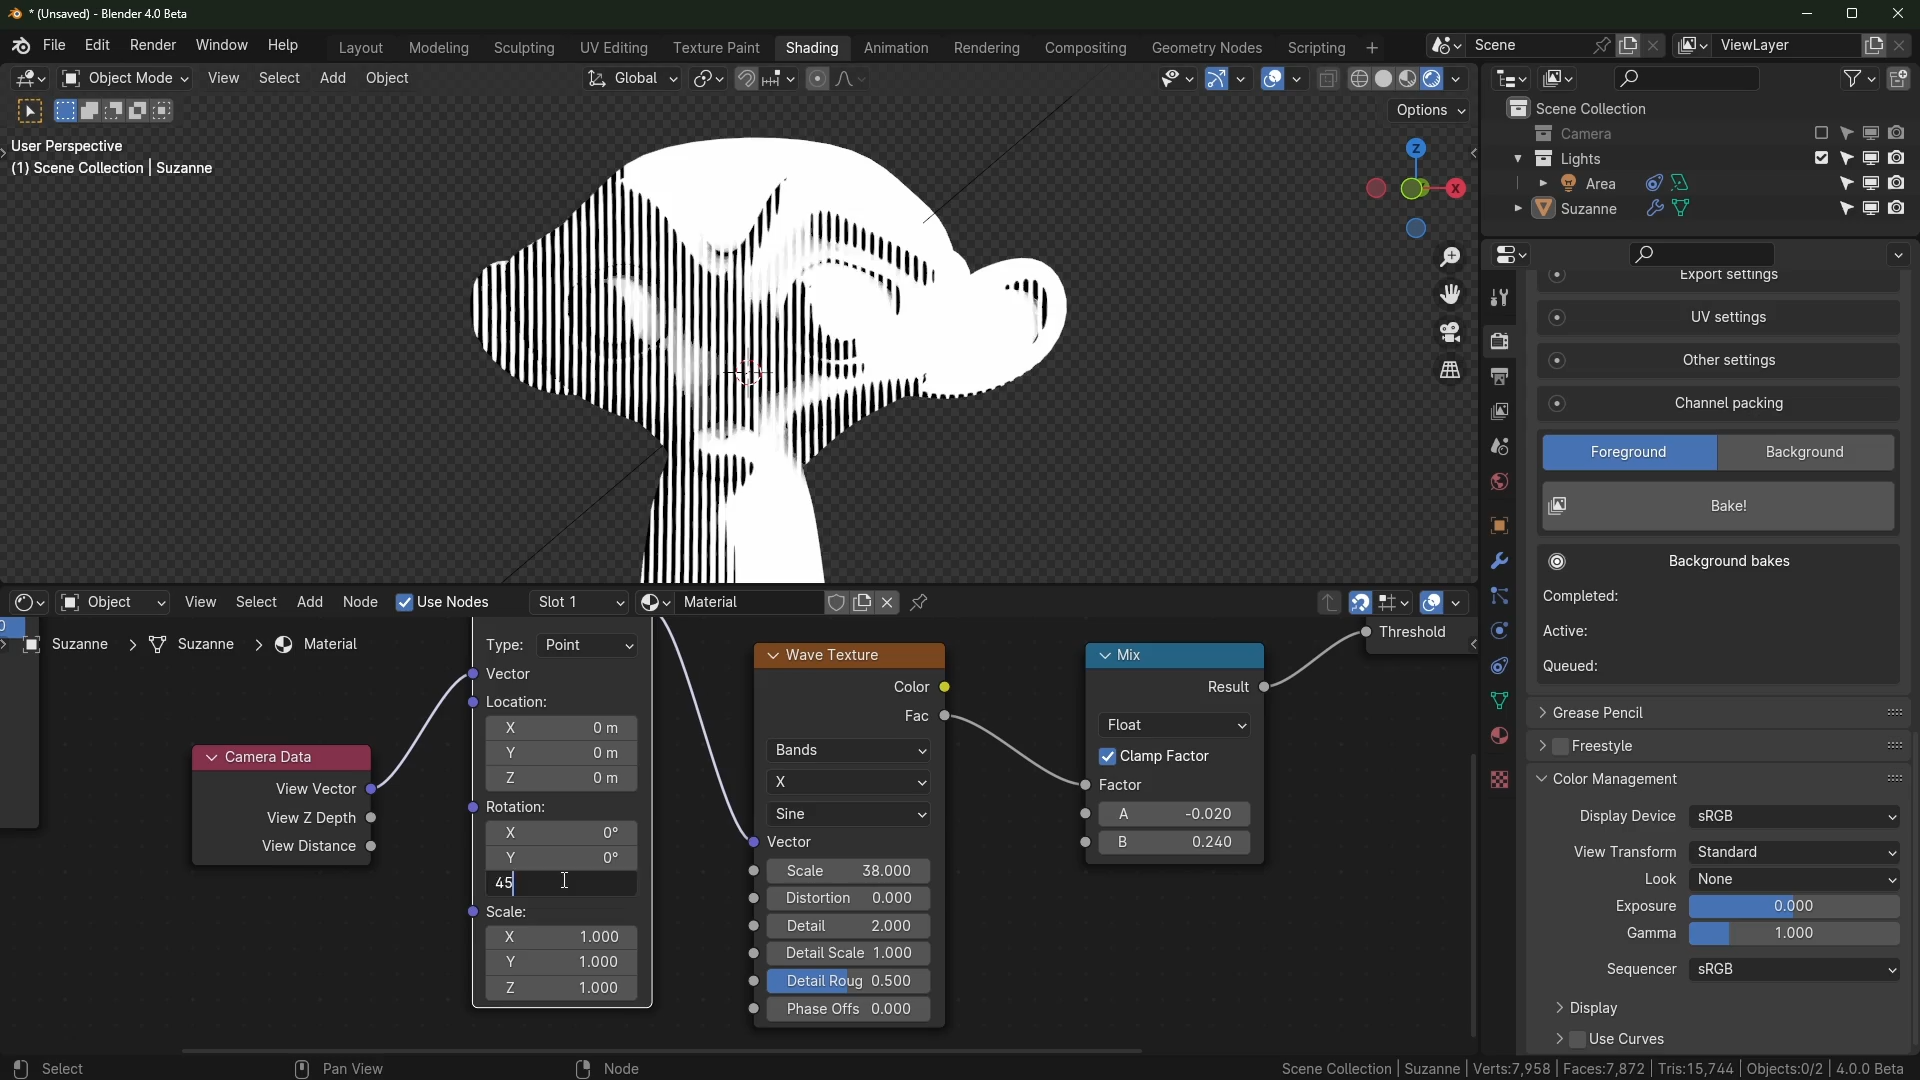 * (Unsaved) - Blender 4.0 Beta
File Edit Render Window Help
Layout Modeling Sculpting UV Editing Texture Paint Shading Animation Rendering Compositing Geometry Nodes Scripting +
Scene
ViewLayer
Object Mode View Select Add Object
Global
Options
User Perspective
(1) Scene Collection | Suzanne
Z
X
Scene Collection
Camera
Lights
Area
Suzanne
Export settings
UV settings
Other settings
Channel packing
Foreground Background
Bake!
Background bakes
Completed:
Active:
Queued:
Grease Pencil
Freestyle
Color Management
Display Device sRGB
View Transform Standard
Look None
Exposure 0.000
Gamma 1.000
Sequencer sRGB
Display
Use Curves
Object View Select Add Node Use Nodes Slot 1 Material
0
Suzanne > Suzanne > Material
Camera Data
View Vector
View Z Depth
View Distance
Type: Point
Vector
Location:
X 0 m
Y 0 m
Z 0 m
Rotation:
X 0°
Y 0°
45
Scale:
X 1.000
Y 1.000
Z 1.000
Wave Texture
Color
Fac
Bands
X
Sine
Vector
Scale 38.000
Distortion 0.000
Detail 2.000
Detail Scale 1.000
Detail Roug 0.500
Phase Offs 0.000
Mix
Result
Float
Clamp Factor
Factor
A -0.020
B 0.240
Threshold
Select Pan View Node
Scene Collection | Suzanne | Verts:7,958 | Faces:7,872 | Tris:15,744 | Objects:0/2 | 4.0.0 Beta